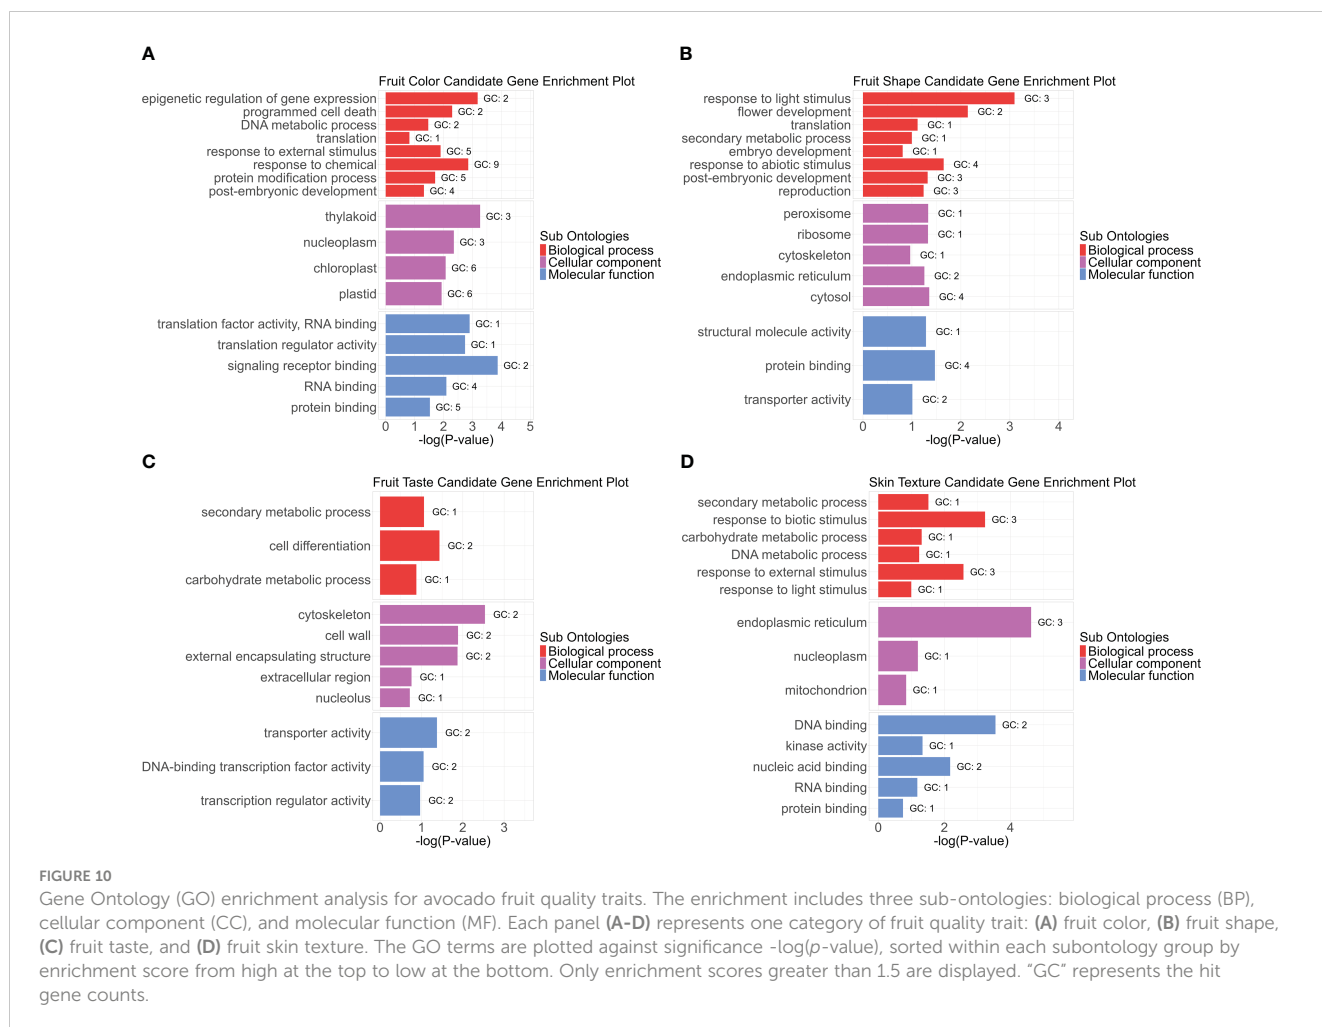 A
Fruit Color Candidate Gene Enrichment Plot
epigenetic regulation of gene expression GC: 2
programmed cell death GC: 2
DNA metabolic process GC: 2
translation GC: 1
response to external stimulus GC: 5
response to chemical GC: 9
protein modification process GC: 5
post-embryonic development GC: 4
thylakoid GC: 3
nucleoplasm GC: 3
chloroplast GC: 6
plastid GC: 6
translation factor activity, RNA binding GC: 1
translation regulator activity GC: 1
signaling receptor binding GC: 2
RNA binding GC: 4
protein binding GC: 5
0 1 2 3 4 5
-log(P-value)
Sub Ontologies
Biological process
Cellular component
Molecular function
B
Fruit Shape Candidate Gene Enrichment Plot
response to light stimulus GC: 3
flower development GC: 2
translation GC: 1
secondary metabolic process GC: 1
embryo development GC: 1
response to abiotic stimulus GC: 4
post-embryonic development GC: 3
reproduction GC: 3
peroxisome GC: 1
ribosome GC: 1
cytoskeleton GC: 1
endoplasmic reticulum GC: 2
cytosol GC: 4
structural molecule activity GC: 1
protein binding GC: 4
transporter activity GC: 2
0 1 2 3 4
-log(P-value)
Sub Ontologies
Biological process
Cellular component
Molecular function
C
Fruit Taste Candidate Gene Enrichment Plot
secondary metabolic process GC: 1
cell differentiation GC: 2
carbohydrate metabolic process GC: 1
cytoskeleton GC: 2
cell wall GC: 2
external encapsulating structure GC: 2
extracellular region GC: 1
nucleolus GC: 1
transporter activity GC: 2
DNA-binding transcription factor activity GC: 2
transcription regulator activity GC: 2
0 1 2 3
-log(P-value)
Sub Ontologies
Biological process
Cellular component
Molecular function
D
Skin Texture Candidate Gene Enrichment Plot
secondary metabolic process GC: 1
response to biotic stimulus GC: 3
carbohydrate metabolic process GC: 1
DNA metabolic process GC: 1
response to external stimulus GC: 3
response to light stimulus GC: 1
endoplasmic reticulum GC: 3
nucleoplasm GC: 1
mitochondrion GC: 1
DNA binding GC: 2
kinase activity GC: 1
nucleic acid binding GC: 2
RNA binding GC: 1
protein binding GC: 1
0 2 4
-log(P-value)
Sub Ontologies
Biological process
Cellular component
Molecular function
FIGURE 10
Gene Ontology (GO) enrichment analysis for avocado fruit quality traits. The enrichment includes three sub-ontologies: biological process (BP),
cellular component (CC), and molecular function (MF). Each panel (A-D) represents one category of fruit quality trait: (A) fruit color, (B) fruit shape,
(C) fruit taste, and (D) fruit skin texture. The GO terms are plotted against significance -log(p-value), sorted within each subontology group by
enrichment score from high at the top to low at the bottom. Only enrichment scores greater than 1.5 are displayed. “GC” represents the hit
gene counts.